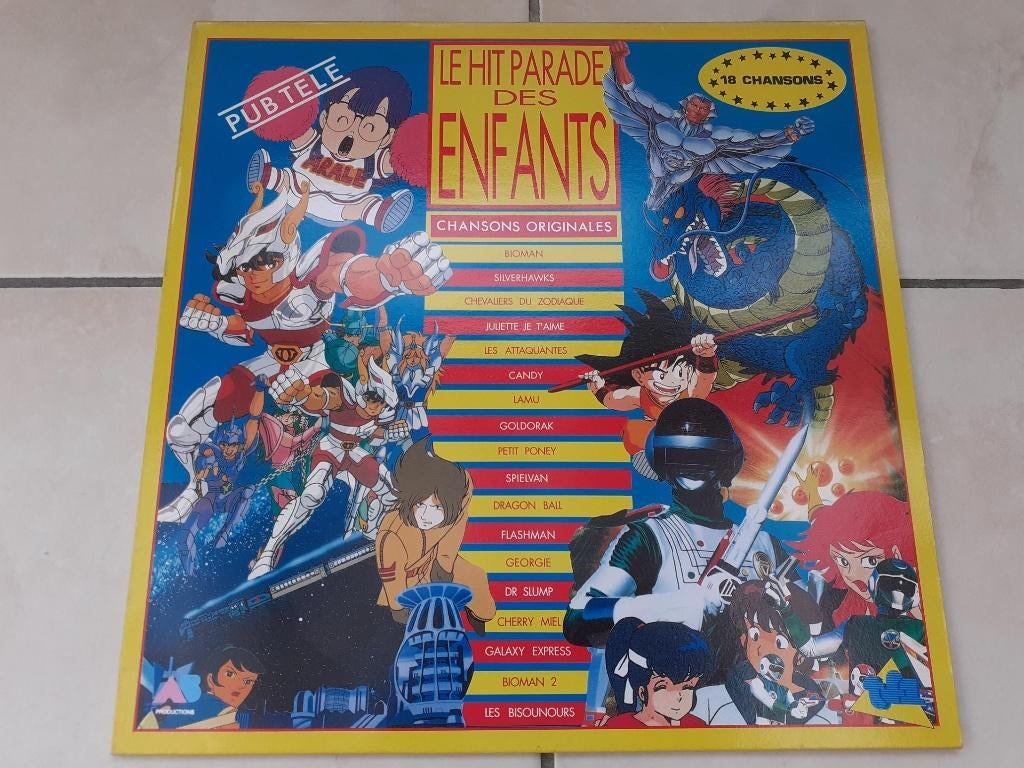 PUB TELE
ARALE
LE HIT PARADE
DES
ENFANTS
18 CHANSONS
CHANSONS ORIGINALES
BIOMAN
SILVERHAWKS
CHEVALIERS DU ZODIAQUE
JULIETTE JE T'AIME
LES ATTAQUANTES
CANDY
LAMU
GOLDORAK
PETIT PONEY
SPIELVAN
DRAGON BALL
FLASHMAN
GEORGIE
DR SLUMP
CHERRY MIEL
GALAXY EXPRESS
BIOMAN 2
LES BISOUNOURS
AB
PRODUCTIONS